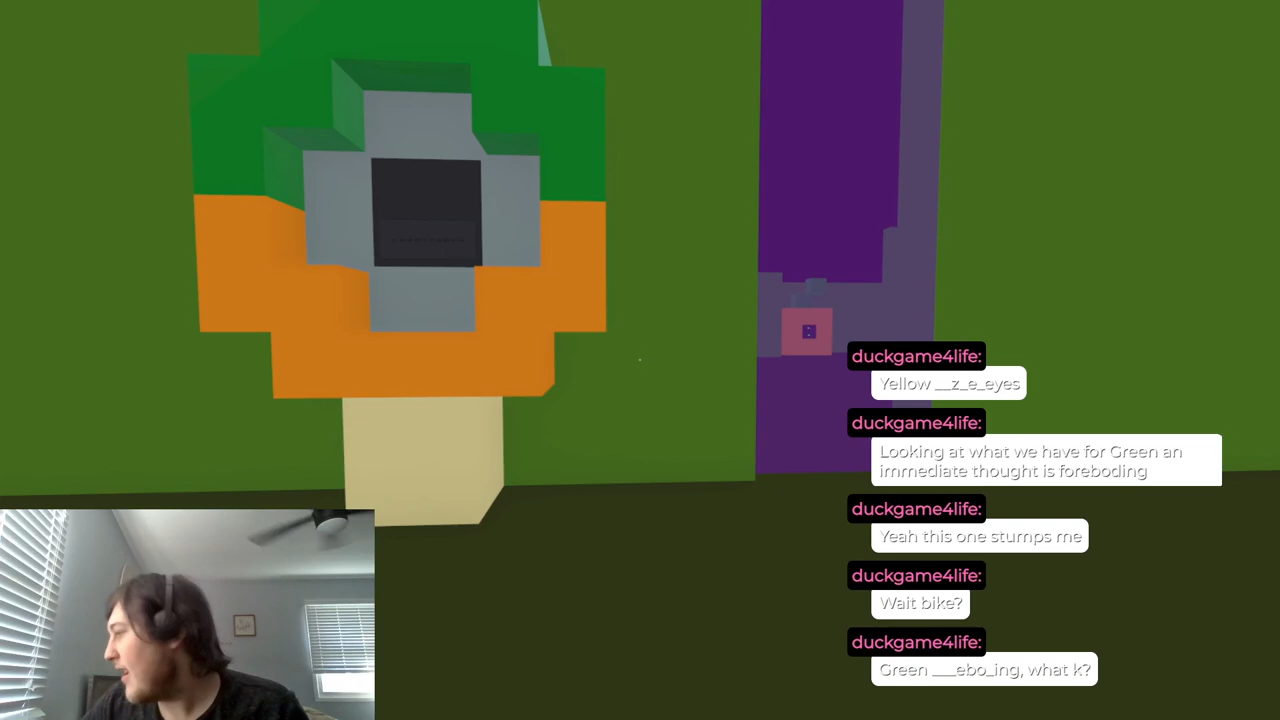 duckgame4life:
Yellow __z_e_eyes
duckgame4life:
Looking at what we have for Green an
immediate thought is foreboding
duckgame4life:
Yeah this one stumps me
duckgame4life:
Wait bike?
duckgame4life:
Green ___ebo_ing, what k?